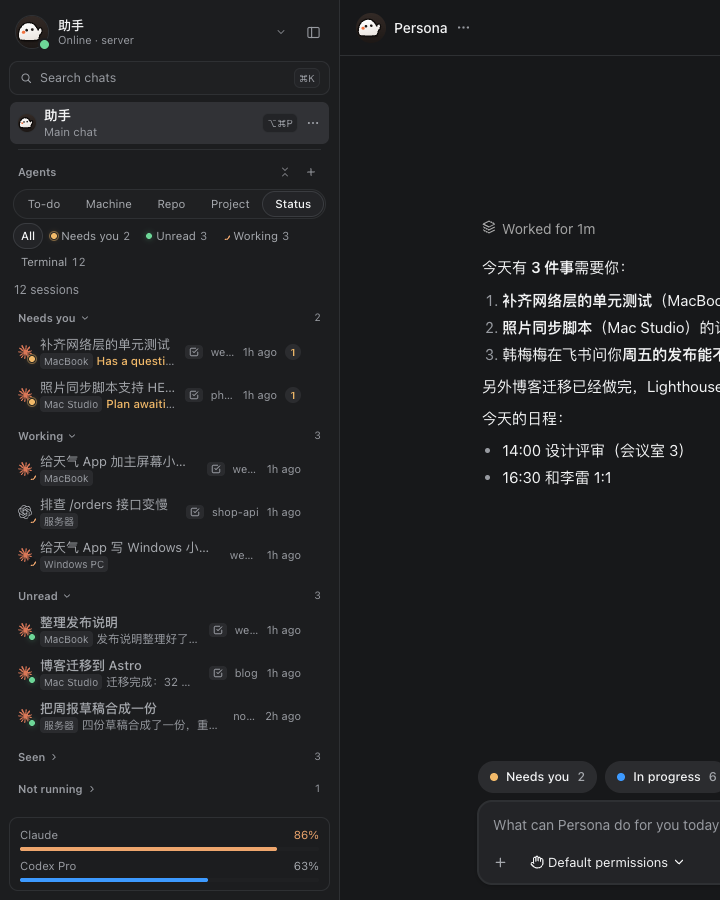 助手
Online · server
Search chats ⌘K
助手
Main chat ⌥⌘P
Agents
To-do Machine Repo Project Status
All Needs you 2 Unread 3 Working 3
Terminal 12
12 sessions
Needs you 2
补齐网络层的单元测试 we... 1h ago 1
MacBook Has a questi...
照片同步脚本支持 HE... ph... 1h ago 1
Mac Studio Plan awaiti...
Working 3
给天气 App 加主屏幕小... we... 1h ago
MacBook
排查 /orders 接口变慢 shop-api 1h ago
服务器
给天气 App 写 Windows 小... we... 1h ago
Windows PC
Unread 3
整理发布说明 we... 1h ago
MacBook 发布说明整理好了...
博客迁移到 Astro blog 1h ago
Mac Studio 迁移完成：32 ...
把周报草稿合成一份 no... 2h ago
服务器 四份草稿合成了一份，重...
Seen 3
Not running 1
Claude 86%
Codex Pro 63%
Persona
Worked for 1m
今天有 3 件事需要你：
1. 补齐网络层的单元测试（MacBoo
2. 照片同步脚本（Mac Studio）的
3. 韩梅梅在飞书问你周五的发布能
另外博客迁移已经做完，Lighthouse
今天的日程：
• 14:00 设计评审（会议室 3）
• 16:30 和李雷 1:1
Needs you 2 In progress 6
What can Persona do for you today
Default permissions